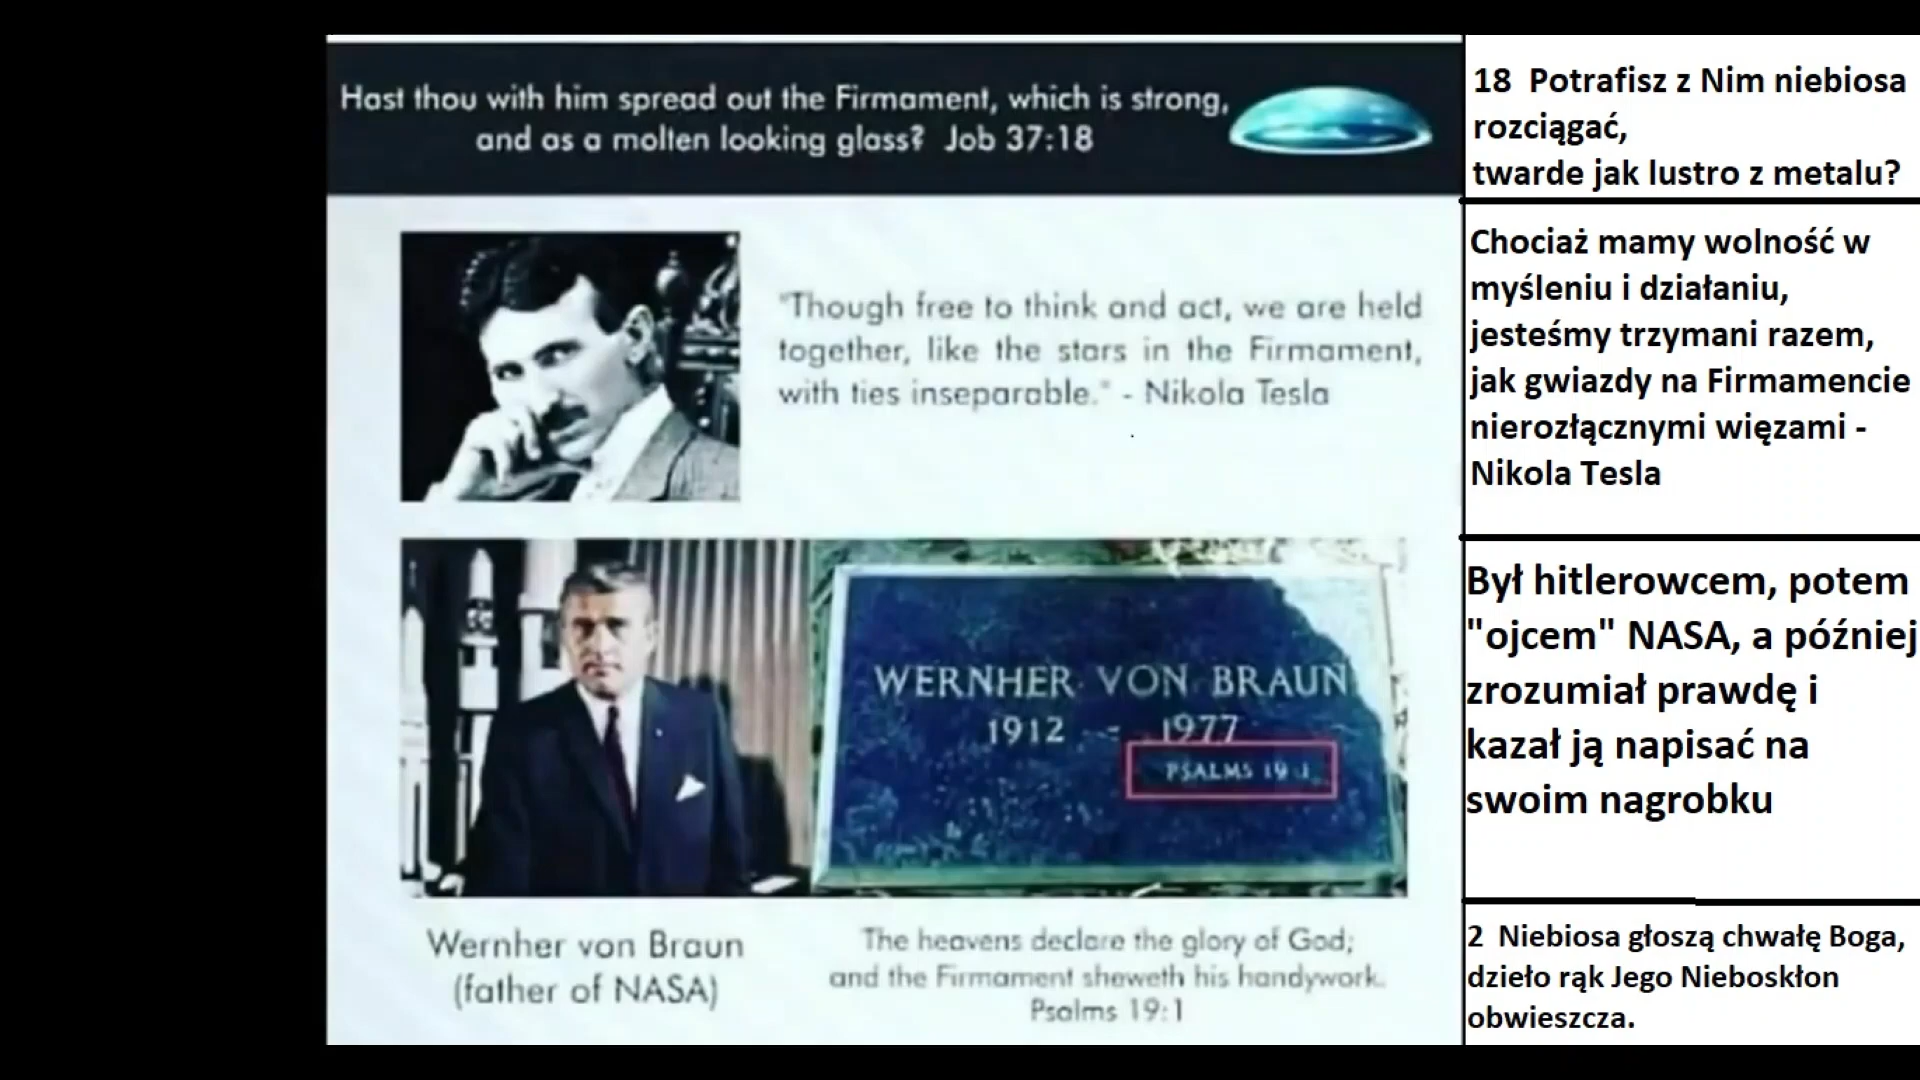 Hast thou with him spread out the Firmament, which is strong,
and as a molten looking glass? Job 37:18
"Though free to think and act, we are held
together, like the stars in the Firmament,
with ties inseparable." - Nikola Tesla
WERNHER VON BRAUN
1912 - 1977
PSALMS 19:1
Wernher von Braun
(father of NASA)
The heavens declare the glory of God;
and the Firmament sheweth his handywork.
Psalms 19:1
18 Potrafisz z Nim niebiosa
rozciągać,
twarde jak lustro z metalu?
Chociaż mamy wolność w
myśleniu i działaniu,
jesteśmy trzymani razem,
jak gwiazdy na Firmamencie
nierozłącznymi więzami -
Nikola Tesla
Był hitlerowcem, potem
"ojcem" NASA, a później
zrozumiał prawdę i
kazał ją napisać na
swoim nagrobku
2 Niebiosa głoszą chwałę Boga,
dzieło rąk Jego Nieboskłon
obwieszcza.